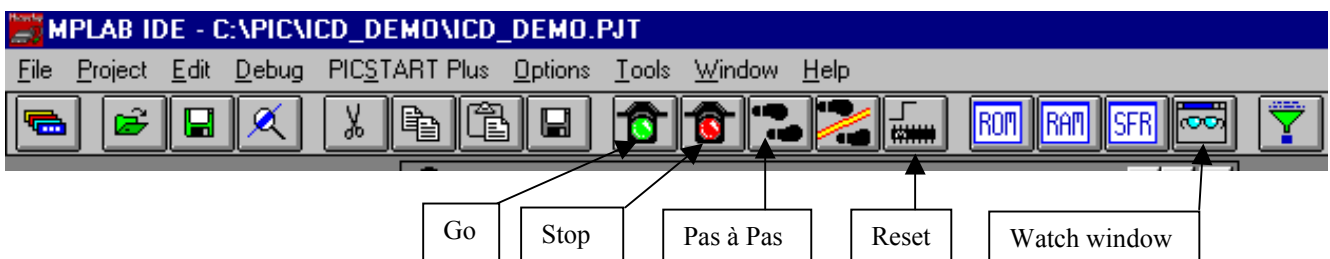 MPLAB IDE - C:\PIC\ICD_DEMO\ICD_DEMO.PJT
File Project Edit Debug PICSTART Plus Options Tools Window Help
ROM RAM SFR
Go Stop Pas à Pas Reset Watch window